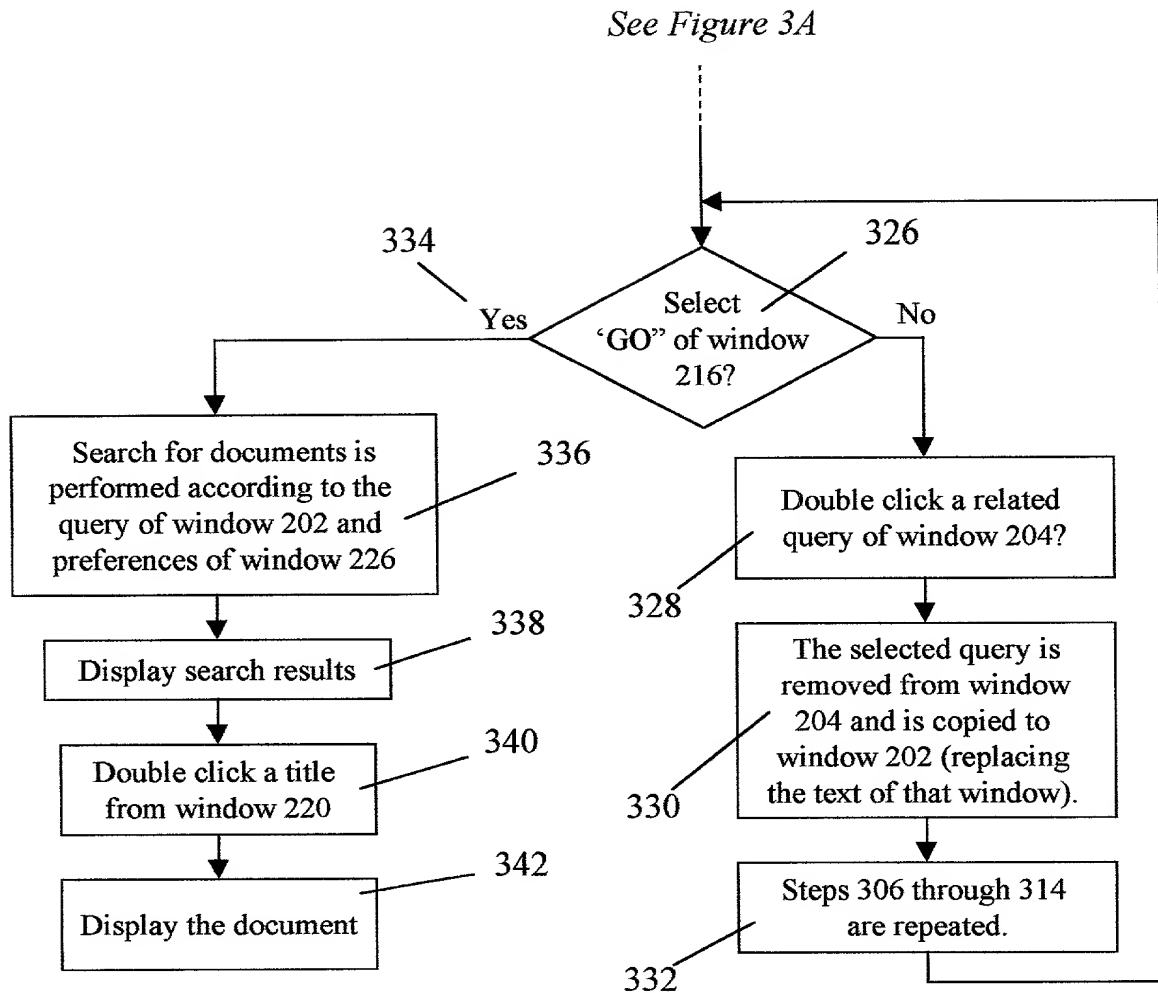 See Figure 3A
334
326
Yes
Select
‘GO” of window
216?
No
Search for documents is
performed according to the
query of window 202 and
preferences of window 226
336
Double click a related
query of window 204?
328
338
Display search results
The selected query is
removed from window
204 and is copied to
window 202 (replacing
the text of that window).
330
340
Double click a title
from window 220
342
Display the document
Steps 306 through 314
are repeated.
332